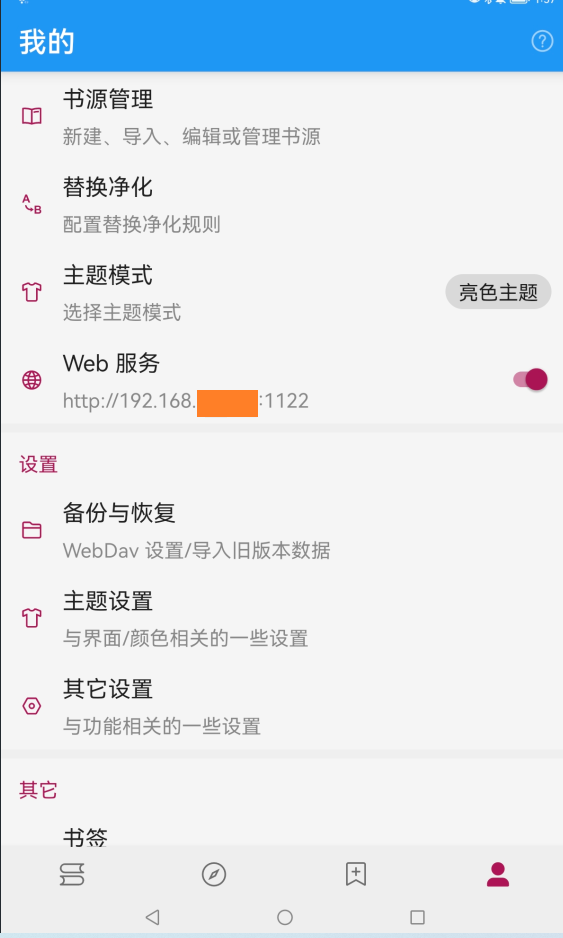 我的
书源管理
新建、导入、编辑或管理书源
替换净化
配置替换净化规则
主题模式
选择主题模式
亮色主题
Web 服务
http://192.168.:1122
设置
备份与恢复
WebDav 设置/导入旧版本数据
主题设置
与界面/颜色相关的一些设置
其它设置
与功能相关的一些设置
其它
书签